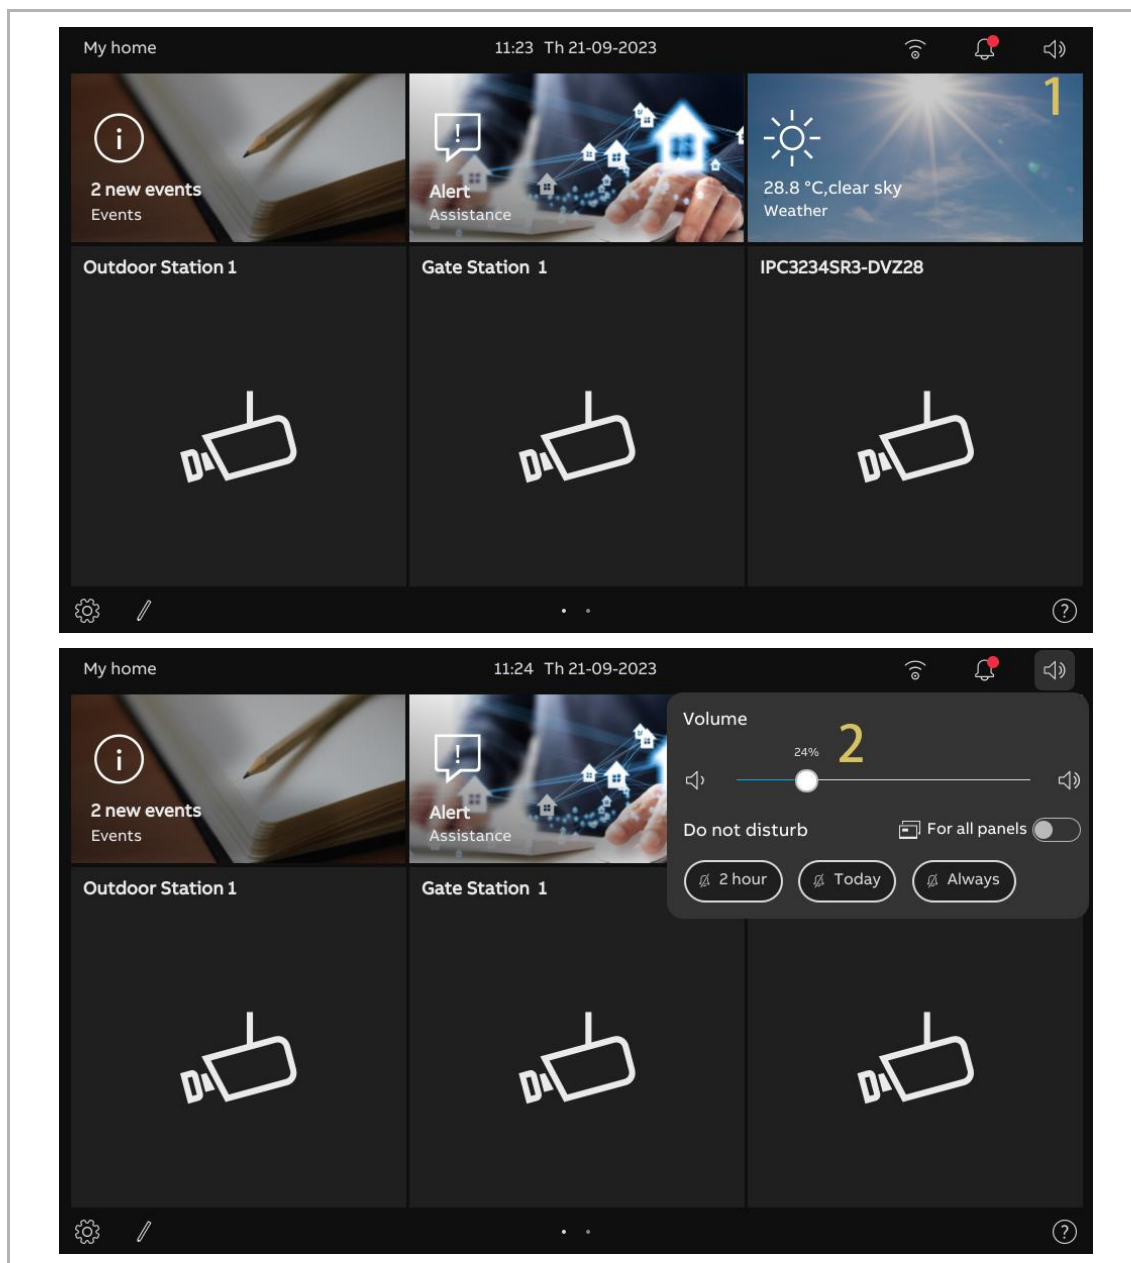 My home 11:23 Th 21-09-2023
1
2 new events
Events
Alert
Assistance
28.8 °C,clear sky
Weather
Outdoor Station 1
Gate Station 1
IPC3234SR3-DVZ28
My home 11:24 Th 21-09-2023
2 new events
Events
Alert
Assistance
Volume
2
24%
Do not disturb For all panels
2 hour Today Always
Outdoor Station 1
Gate Station 1